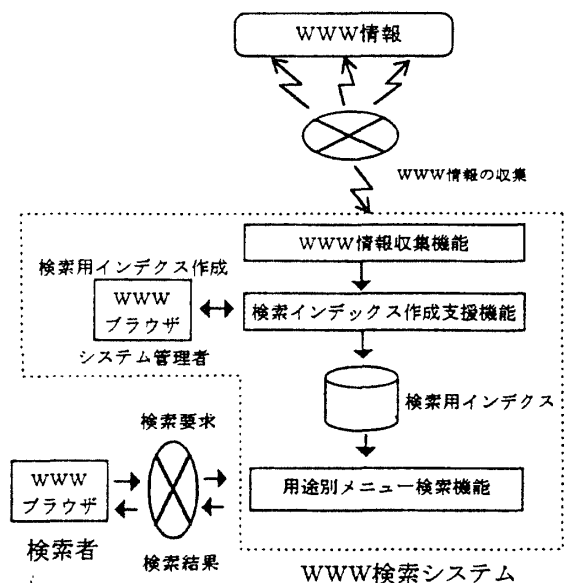 WWW情報
WWW情報の収集
WWW情報収集機能
検索用インデクス作成
WWW
ブラウザ
システム管理者
検索インデックス作成支援機能
検索用インデクス
検索要求
WWW
ブラウザ
検索者
検索結果
用途別メニュー検索機能
WWW検索システム